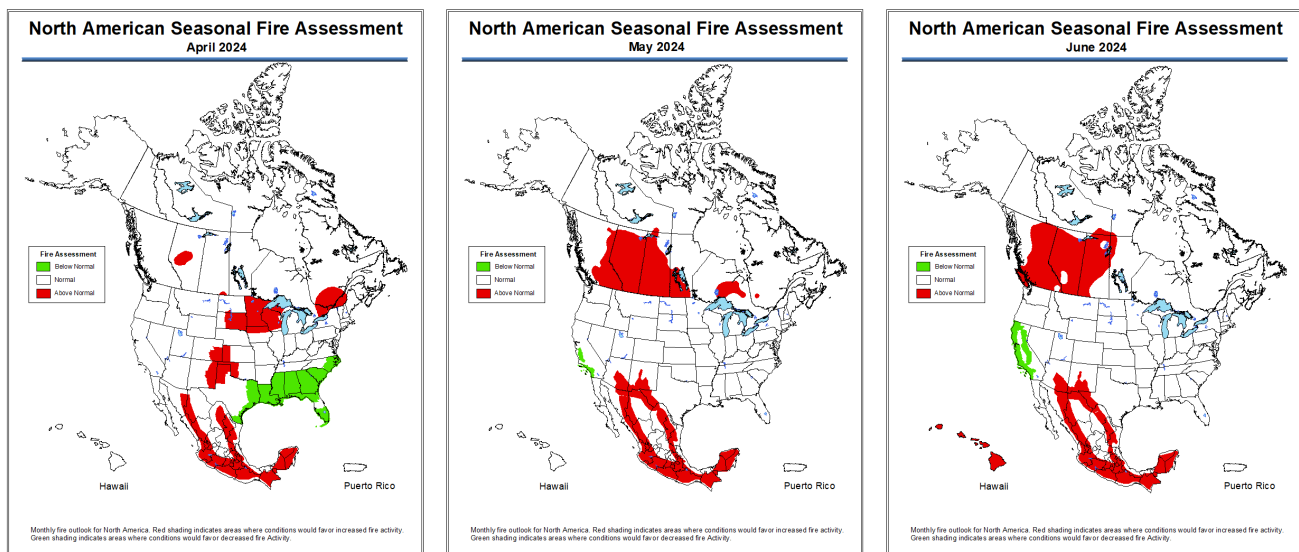 North American Seasonal Fire Assessment
April 2024
Fire Assessment
Below Normal
Normal
Above Normal
Hawaii
Puerto Rico
Monthly fire outlook for North America. Red shading indicates areas where conditions would favor increased fire activity.
Green shading indicates areas where conditions would favor decreased fire Activity.
North American Seasonal Fire Assessment
May 2024
Fire Assessment
Below Normal
Normal
Above Normal
Hawaii
Puerto Rico
Monthly fire outlook for North America. Red shading indicates areas where conditions would favor increased fire activity.
Green shading indicates areas where conditions would favor decreased fire Activity.
North American Seasonal Fire Assessment
June 2024
Fire Assessment
Below Normal
Normal
Above Normal
Hawaii
Puerto Rico
Monthly fire outlook for North America. Red shading indicates areas where conditions would favor increased fire activity.
Green shading indicates areas where conditions would favor decreased fire Activity.